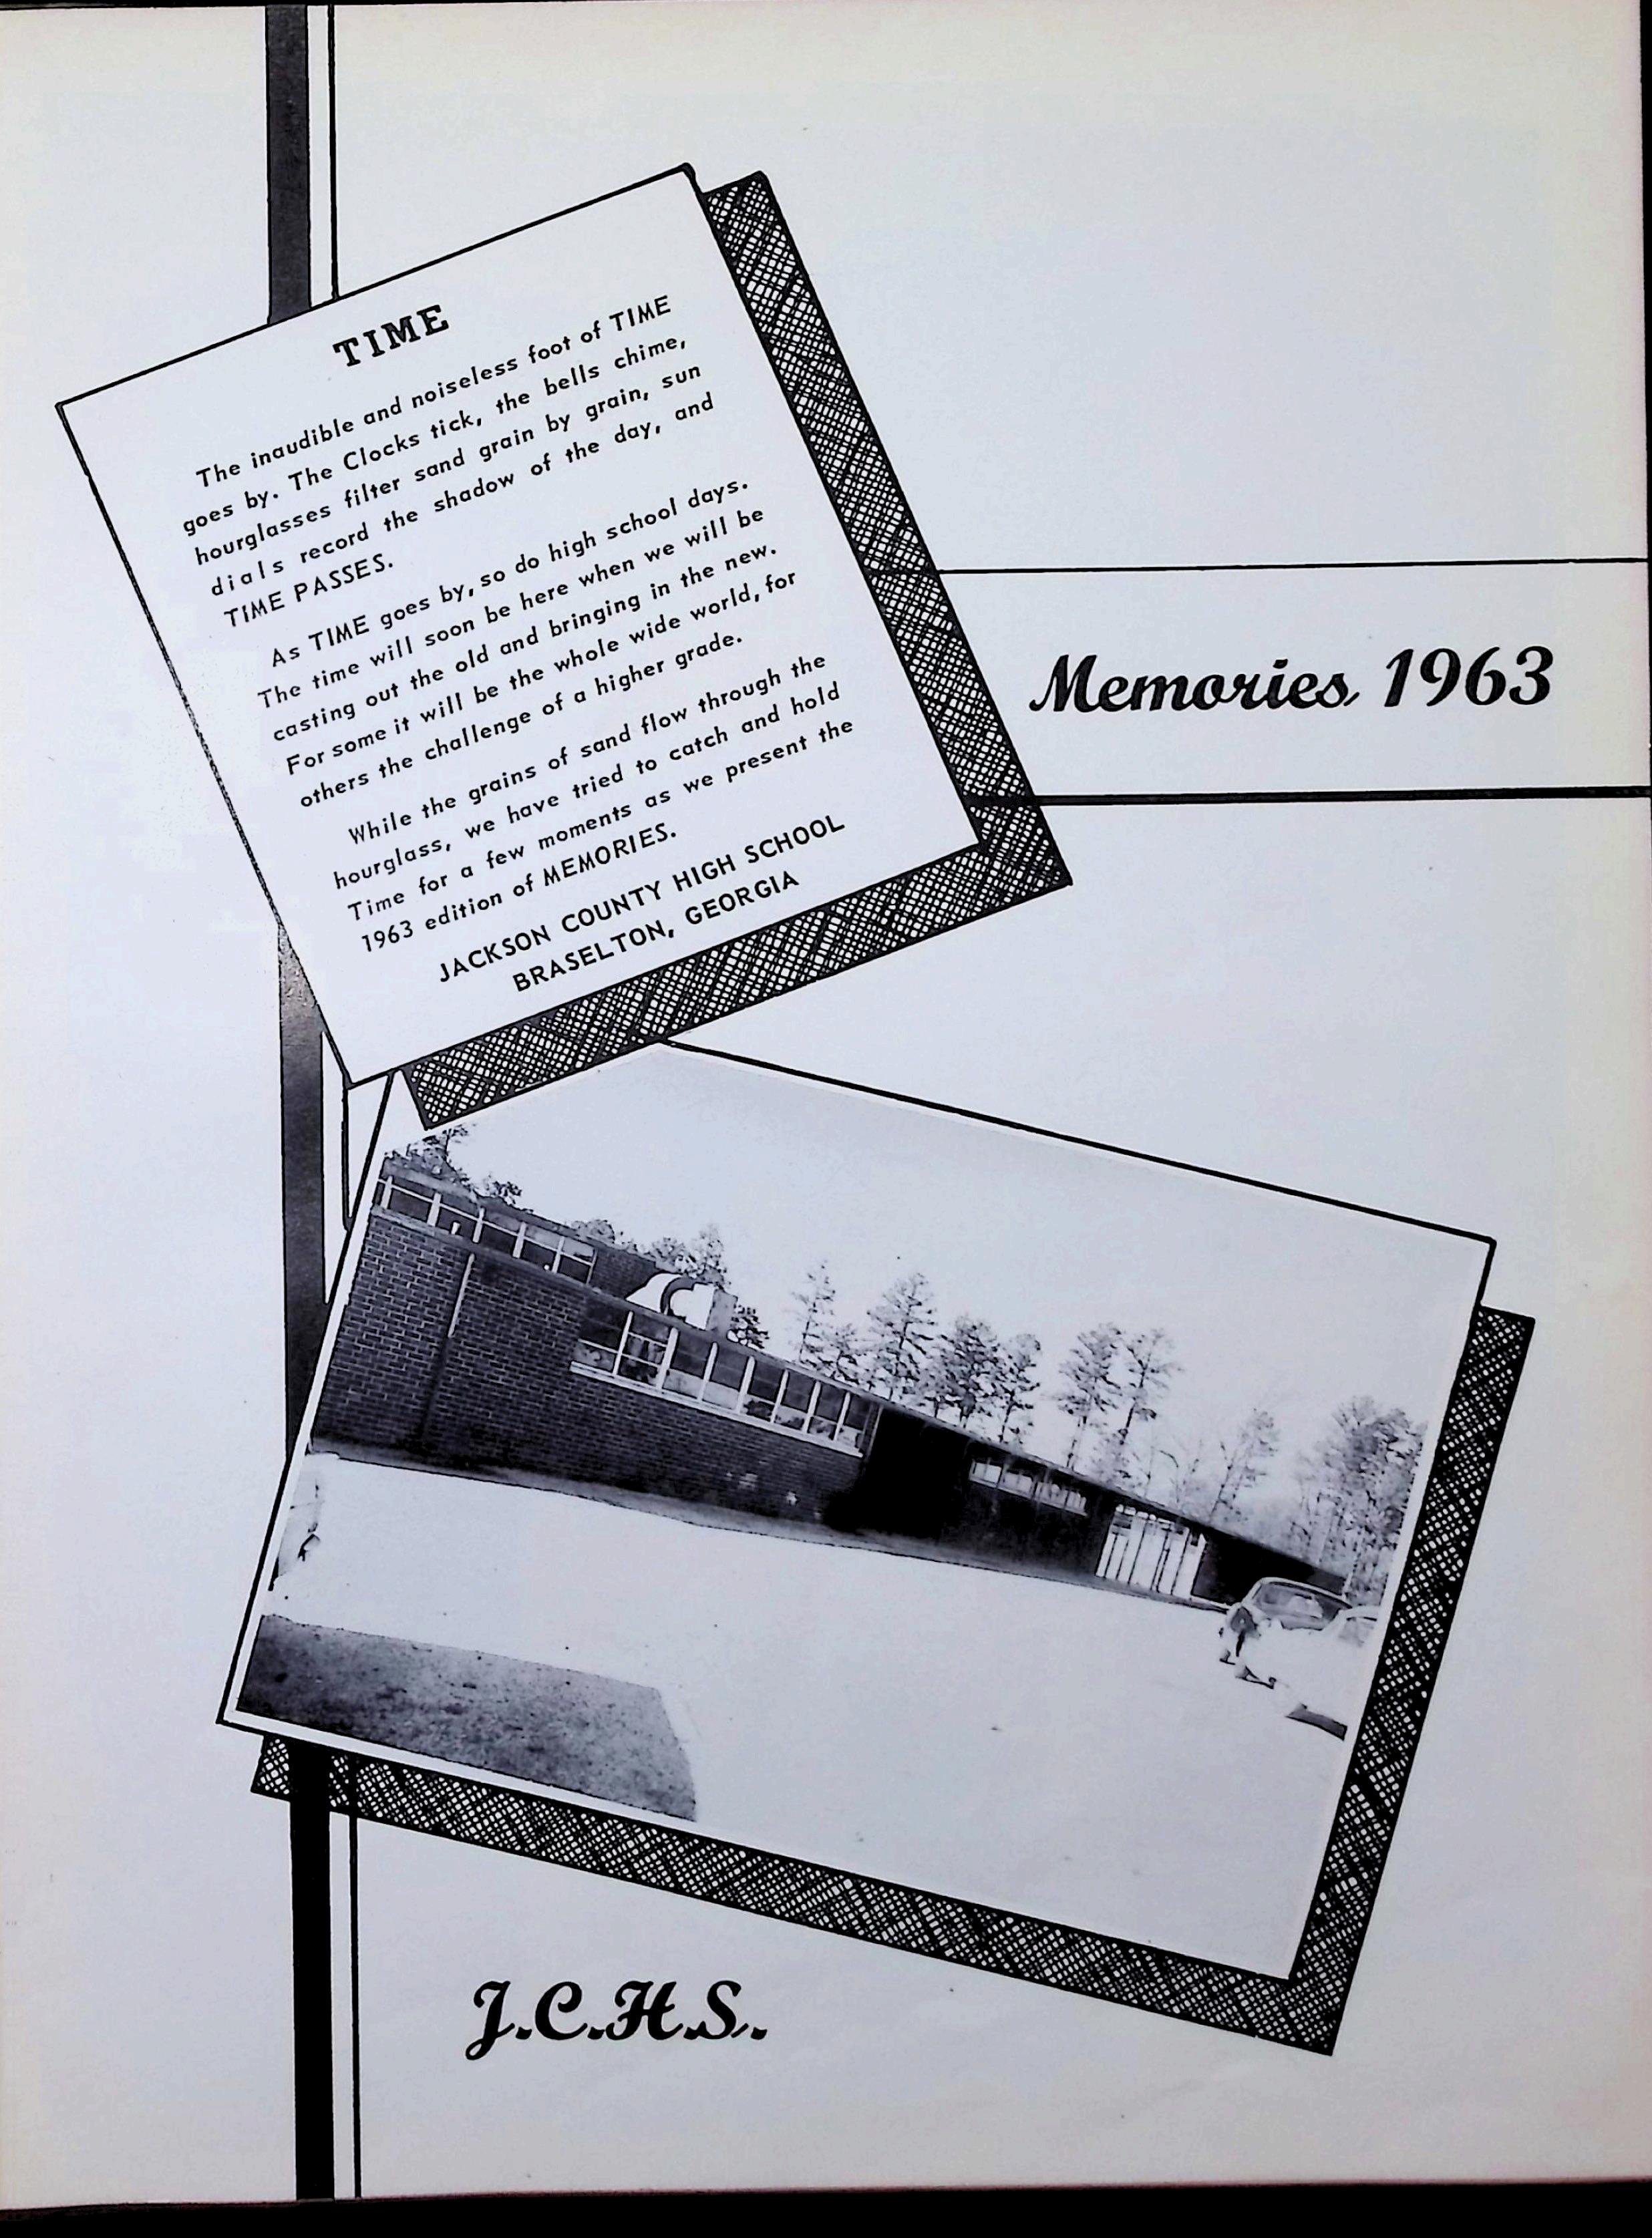 TIME
The inaudible and noiseless foot of TIME
goes by. The Clocks tick, the bells chime,
hourglasses filter sand grain by grain, sun
dials record the shadow of the day, and
TIME PASSES.
As TIME goes by, so do high school days.
The time will soon be here when we will be
casting out the old and bringing in the new.
For some it will be the whole wide world, for
others the challenge of a higher grade.
While the grains of sand flow through the
hourglass, we have tried to catch and hold
Time for a few moments as we present the
1963 edition of MEMORIES.
JACKSON COUNTY HIGH SCHOOL
BRASELTON, GEORGIA
Memories 1963
J.C.H.S.